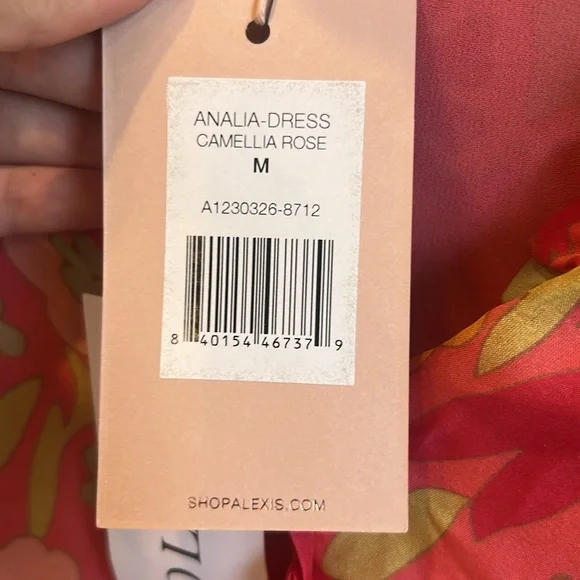 ANALIA-DRESS
CAMELLIA ROSE
M
A1230326-8712
8 40154 46737 9
SHOPALEXIS.COM